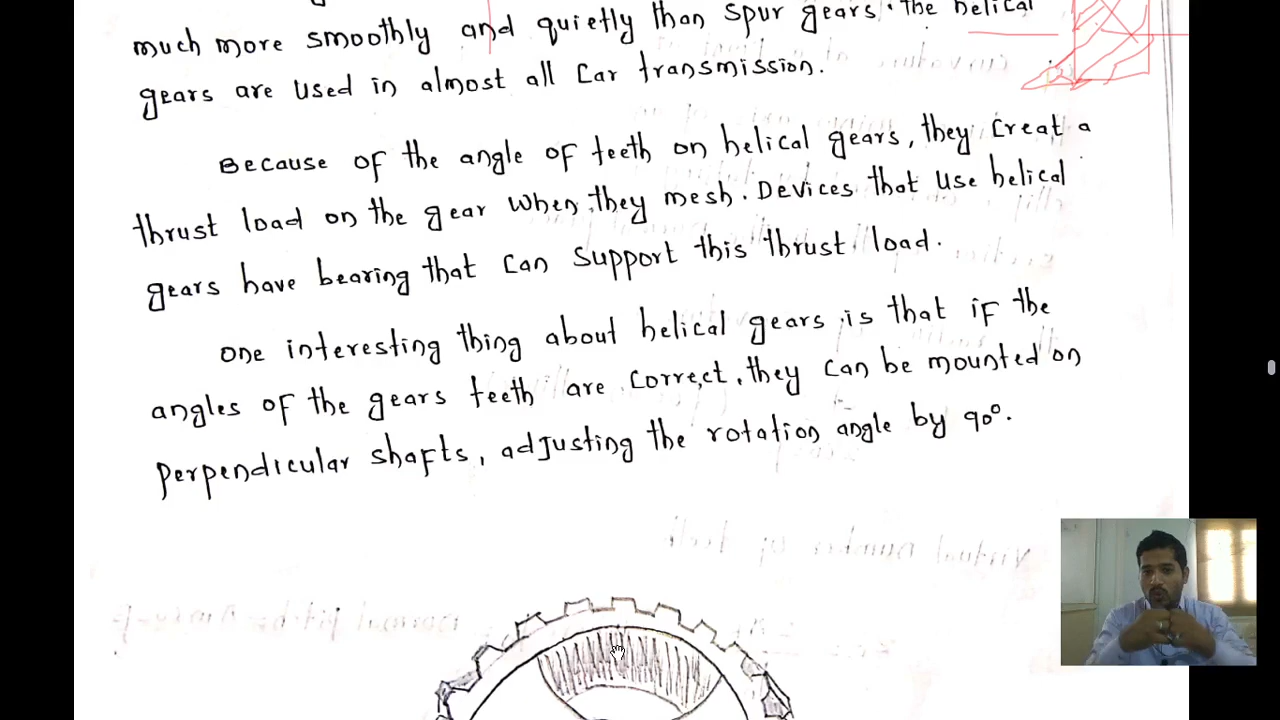 much more smoothly and quietly than spur gears. The helical
gears are used in almost all car transmission.
Because of the angle of teeth on helical gears, they creat a
thrust load on the gear when they mesh. Devices that use helical
gears have bearing that can support this thrust load.
One interesting thing about helical gears is that if the
angles of the gears teeth are correct, they can be mounted on
perpendicular shafts, adjusting the rotation angle by 90°.